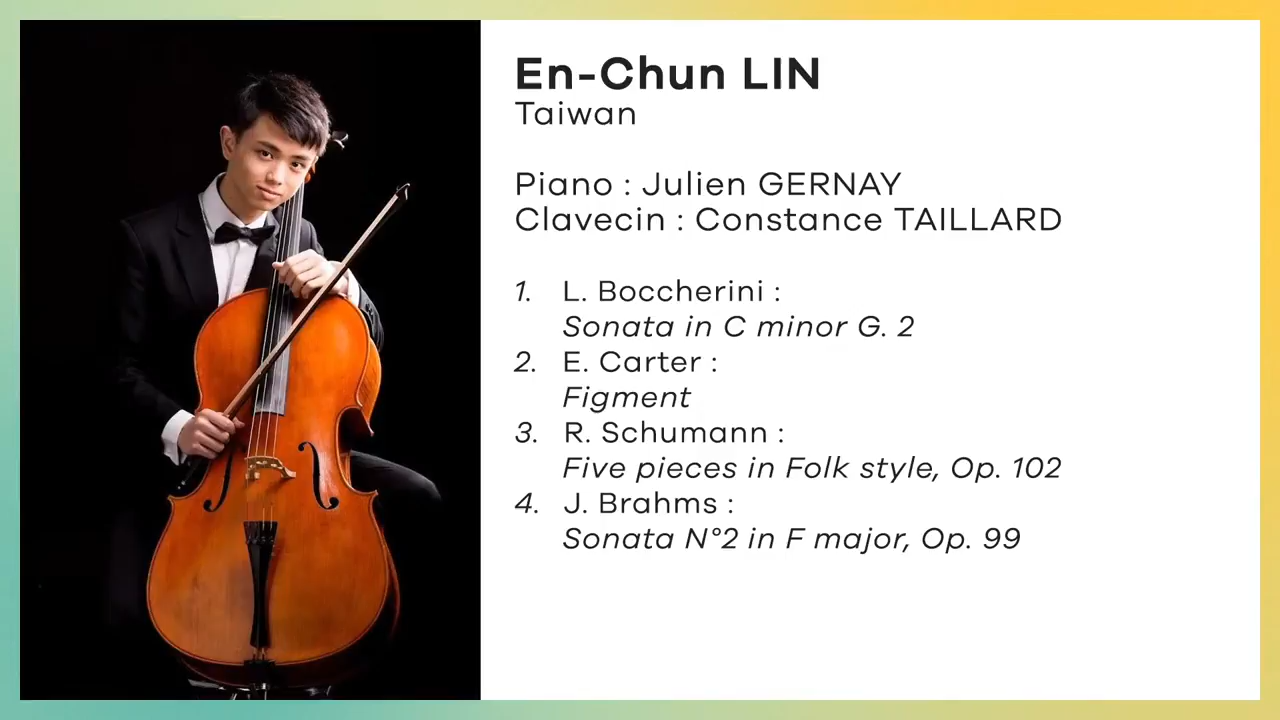 En-Chun LIN
Taiwan
Piano : Julien GERNAY
Clavecin : Constance TAILLARD
1. L. Boccherini :
Sonata in C minor G. 2
2. E. Carter :
Figment
3. R. Schumann :
Five pieces in Folk style, Op. 102
4. J. Brahms :
Sonata N°2 in F major, Op. 99